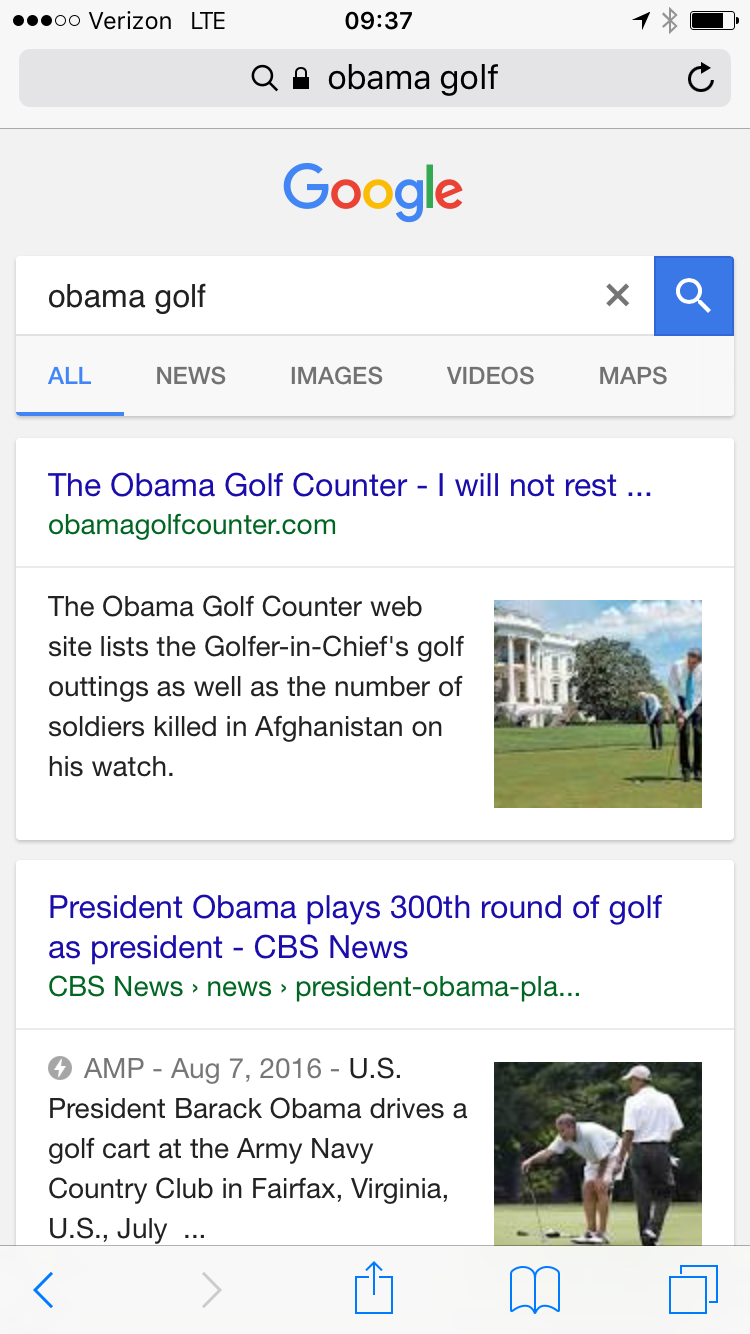 Verizon LTE 09:37
obama golf
Google
obama golf
ALL NEWS IMAGES VIDEOS MAPS
The Obama Golf Counter - I will not rest ...
obamagolfcounter.com
The Obama Golf Counter web
site lists the Golfer-in-Chief's golf
outtings as well as the number of
soldiers killed in Afghanistan on
his watch.
President Obama plays 300th round of golf
as president - CBS News
CBS News › news › president-obama-pla...
AMP - Aug 7, 2016 - U.S.
President Barack Obama drives a
golf cart at the Army Navy
Country Club in Fairfax, Virginia,
U.S., July ...